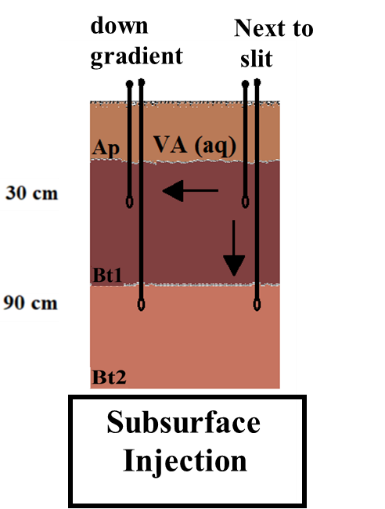 down
gradient
Next to
slit
Ap
VA (aq)
30 cm
Bt1
90 cm
Bt2
Subsurface
Injection